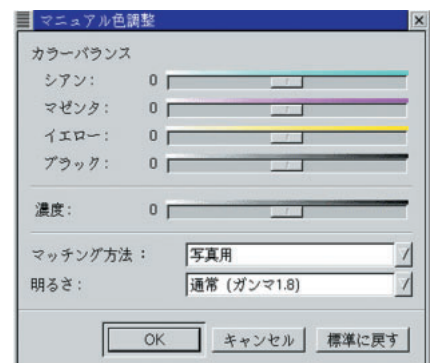 マニュアル色調整
カラーバランス
シアン: 0
マゼンタ: 0
イエロー: 0
ブラック: 0
濃度: 0
マッチング方法 : 写真用
明るさ: 通常 (ガンマ1.8)
OK キャンセル 標準に戻す